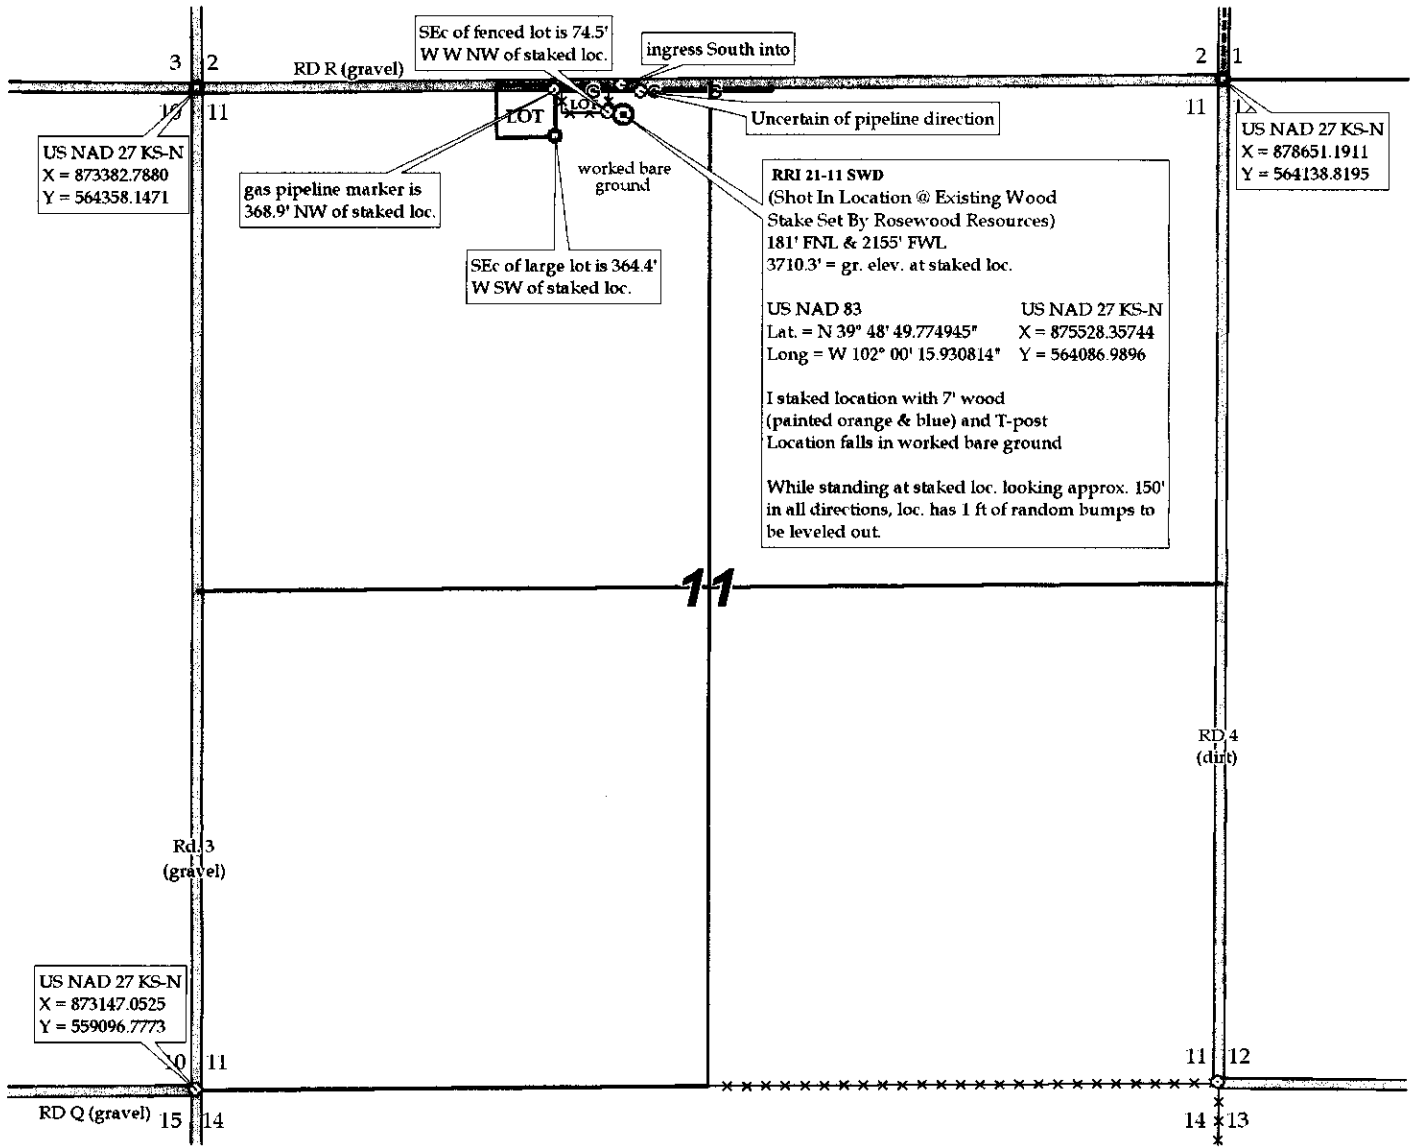 SEc of fenced lot is 74.5'
W W NW of staked loc.
ingress South into
3 2
2 1
RD R (gravel)
10 11
11 12
LOT
LOT
S
S
Uncertain of pipeline direction
US NAD 27 KS-N
X = 873382.7880
Y = 564358.1471
US NAD 27 KS-N
X = 878651.1911
Y = 564138.8195
gas pipeline marker is
368.9' NW of staked loc.
worked bare
ground
SEc of large lot is 364.4'
W SW of staked loc.
RRI 21-11 SWD
(Shot In Location @ Existing Wood
Stake Set By Rosewood Resources)
181' FNL & 2155' FWL
3710.3' = gr. elev. at staked loc.
US NAD 83 US NAD 27 KS-N
Lat. = N 39° 48' 49.774945" X = 875528.35744
Long = W 102° 00' 15.930814" Y = 564086.9896
I staked location with 7' wood
(painted orange & blue) and T-post
Location falls in worked bare ground
While standing at staked loc. looking approx. 150'
in all directions, loc. has 1 ft of random bumps to
be leveled out.
11
RD 4
(dirt)
Rd. 3
(gravel)
US NAD 27 KS-N
X = 873147.0525
Y = 559096.7773
10 11
11 12
RD Q (gravel)
15 14
14 13